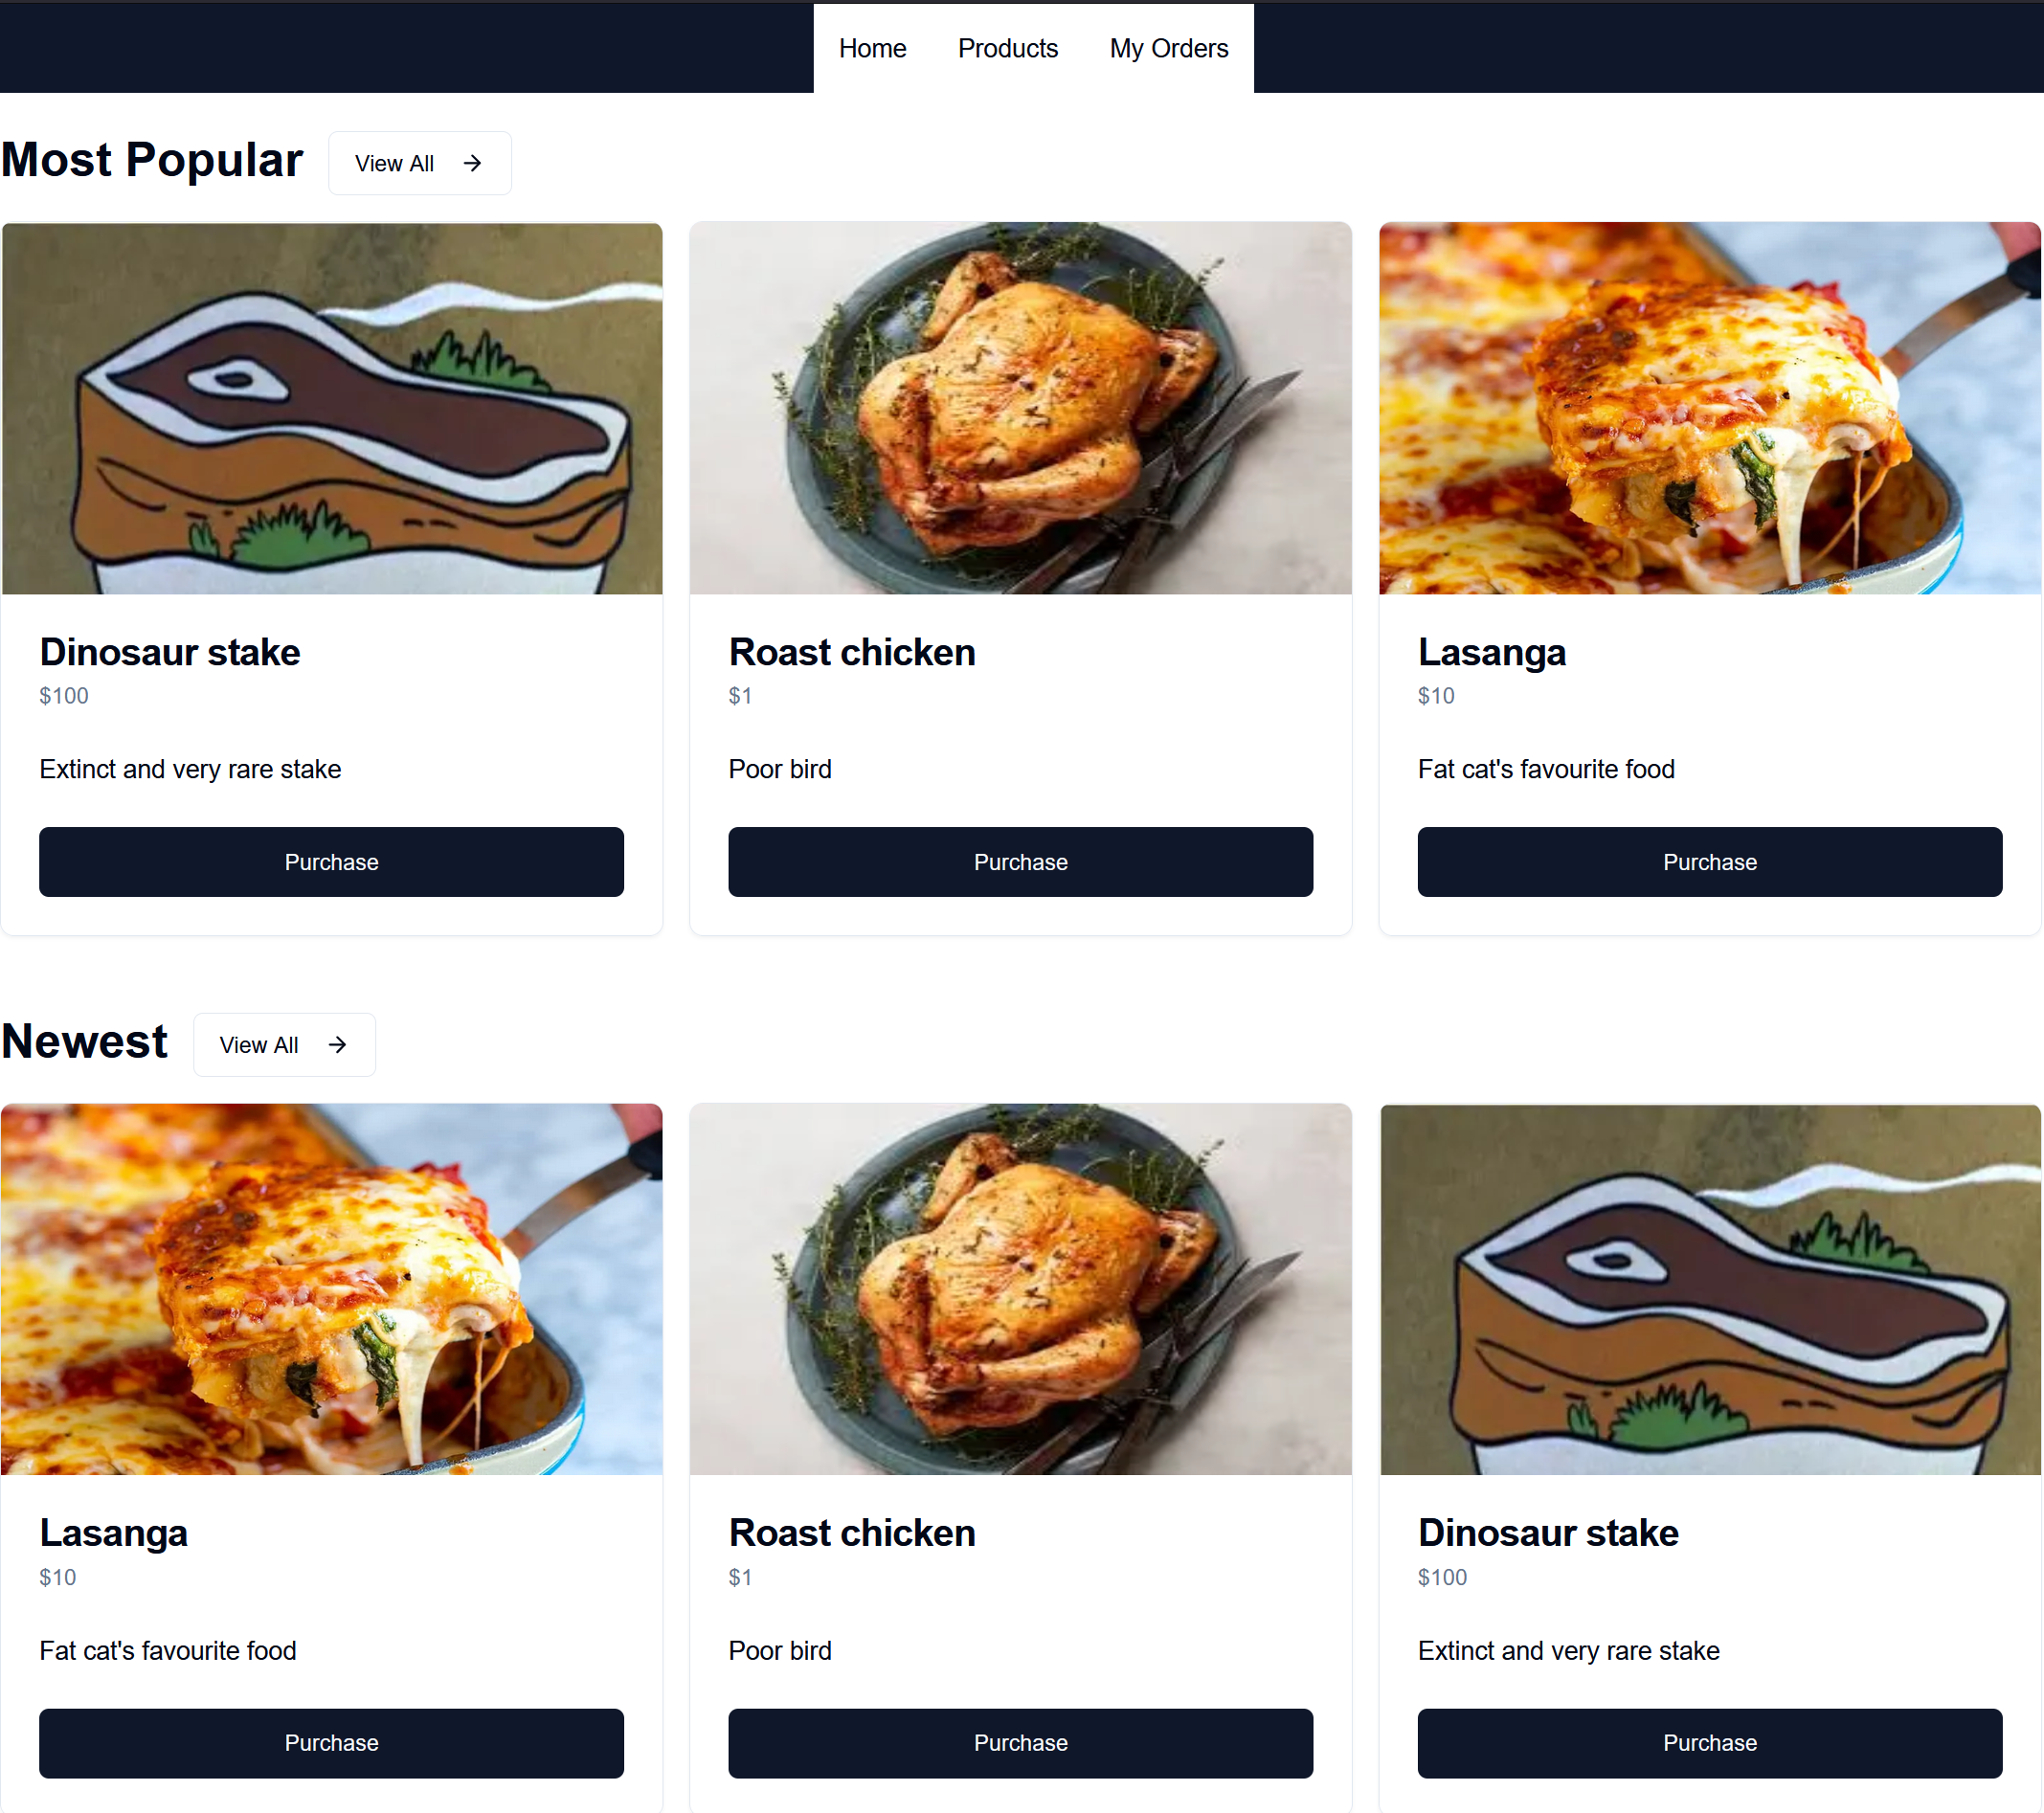 Home Products My Orders
Most Popular View All
Dinosaur stake
$100
Extinct and very rare stake
Purchase
Roast chicken
$1
Poor bird
Purchase
Lasanga
$10
Fat cat's favourite food
Purchase
Newest View All
Lasanga
$10
Fat cat's favourite food
Purchase
Roast chicken
$1
Poor bird
Purchase
Dinosaur stake
$100
Extinct and very rare stake
Purchase